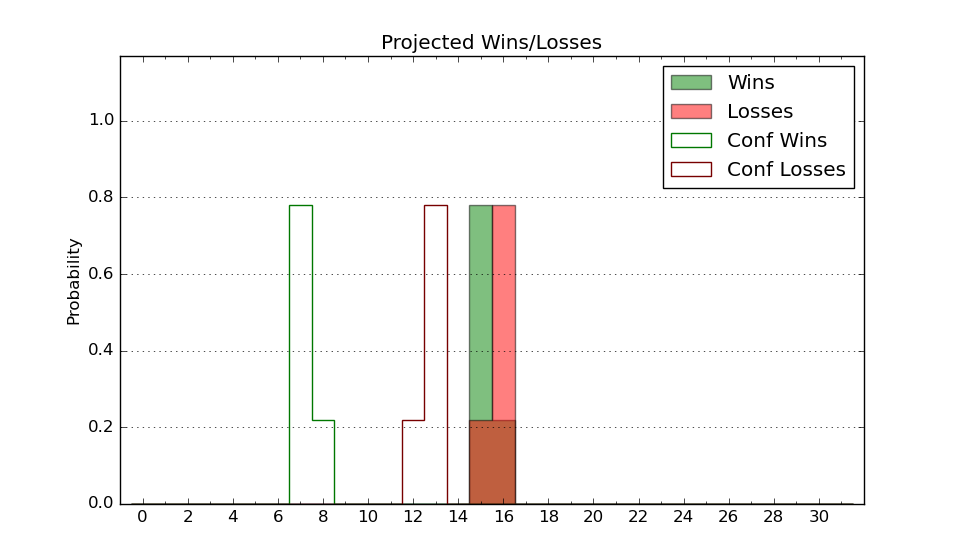 Projected Wins/Losses
Wins
Losses
Conf Wins
Conf Losses
Probability
1.0
0.8
0.6
0.4
0.2
0.0
0 2 4 6 8 10 12 14 16 18 20 22 24 26 28 30